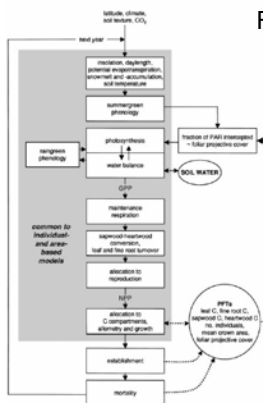 latitude, climate,
soil texture, CO₂
next year
insolation, daylength,
potential evapotranspiration,
snowmelt and -accumulation,
soil temperature
summergreen
phenology
fraction of PAR intercepted
= foliar projective cover
raingreen
phenology
photosynthesis
water balance
SOIL WATER
GPP
common to
individual-
and area-
based
models
maintenance
respiration
sapwood-heartwood
conversion,
leaf and fine root turnover
allocation to
reproduction
NPP
allocation to
C compartments,
allometry and growth
PFTs
leaf C, fine root C,
sapwood C, heartwood C
no. individuals,
mean crown area,
foliar projective cover
establishment
mortality